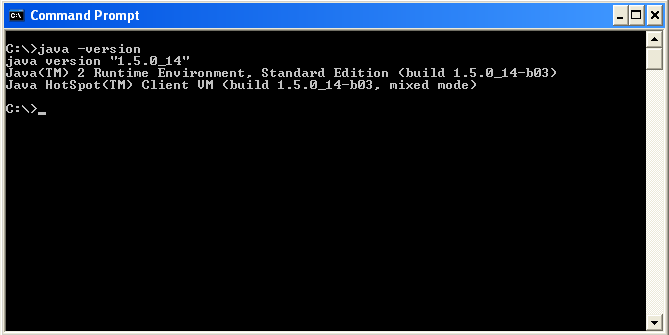 Command Prompt
C:\>java -version
java version "1.5.0_14"
Java(TM) 2 Runtime Environment, Standard Edition (build 1.5.0_14-b03)
Java HotSpot(TM) Client VM (build 1.5.0_14-b03, mixed mode)
C:\>_